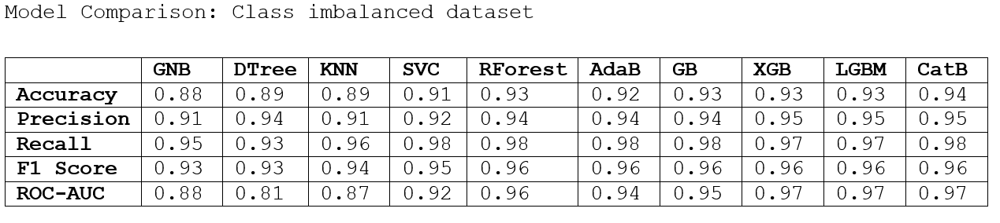 Model Comparison: Class imbalanced dataset
GNB DTree KNN SVC RForest AdaB GB XGB LGBM CatB
Accuracy 0.88 0.89 0.89 0.91 0.93 0.92 0.93 0.93 0.93 0.94
Precision 0.91 0.94 0.91 0.92 0.94 0.94 0.94 0.95 0.95 0.95
Recall 0.95 0.93 0.96 0.98 0.98 0.98 0.98 0.97 0.97 0.98
F1 Score 0.93 0.93 0.94 0.95 0.96 0.96 0.96 0.96 0.96 0.96
ROC-AUC 0.88 0.81 0.87 0.92 0.96 0.94 0.95 0.97 0.97 0.97